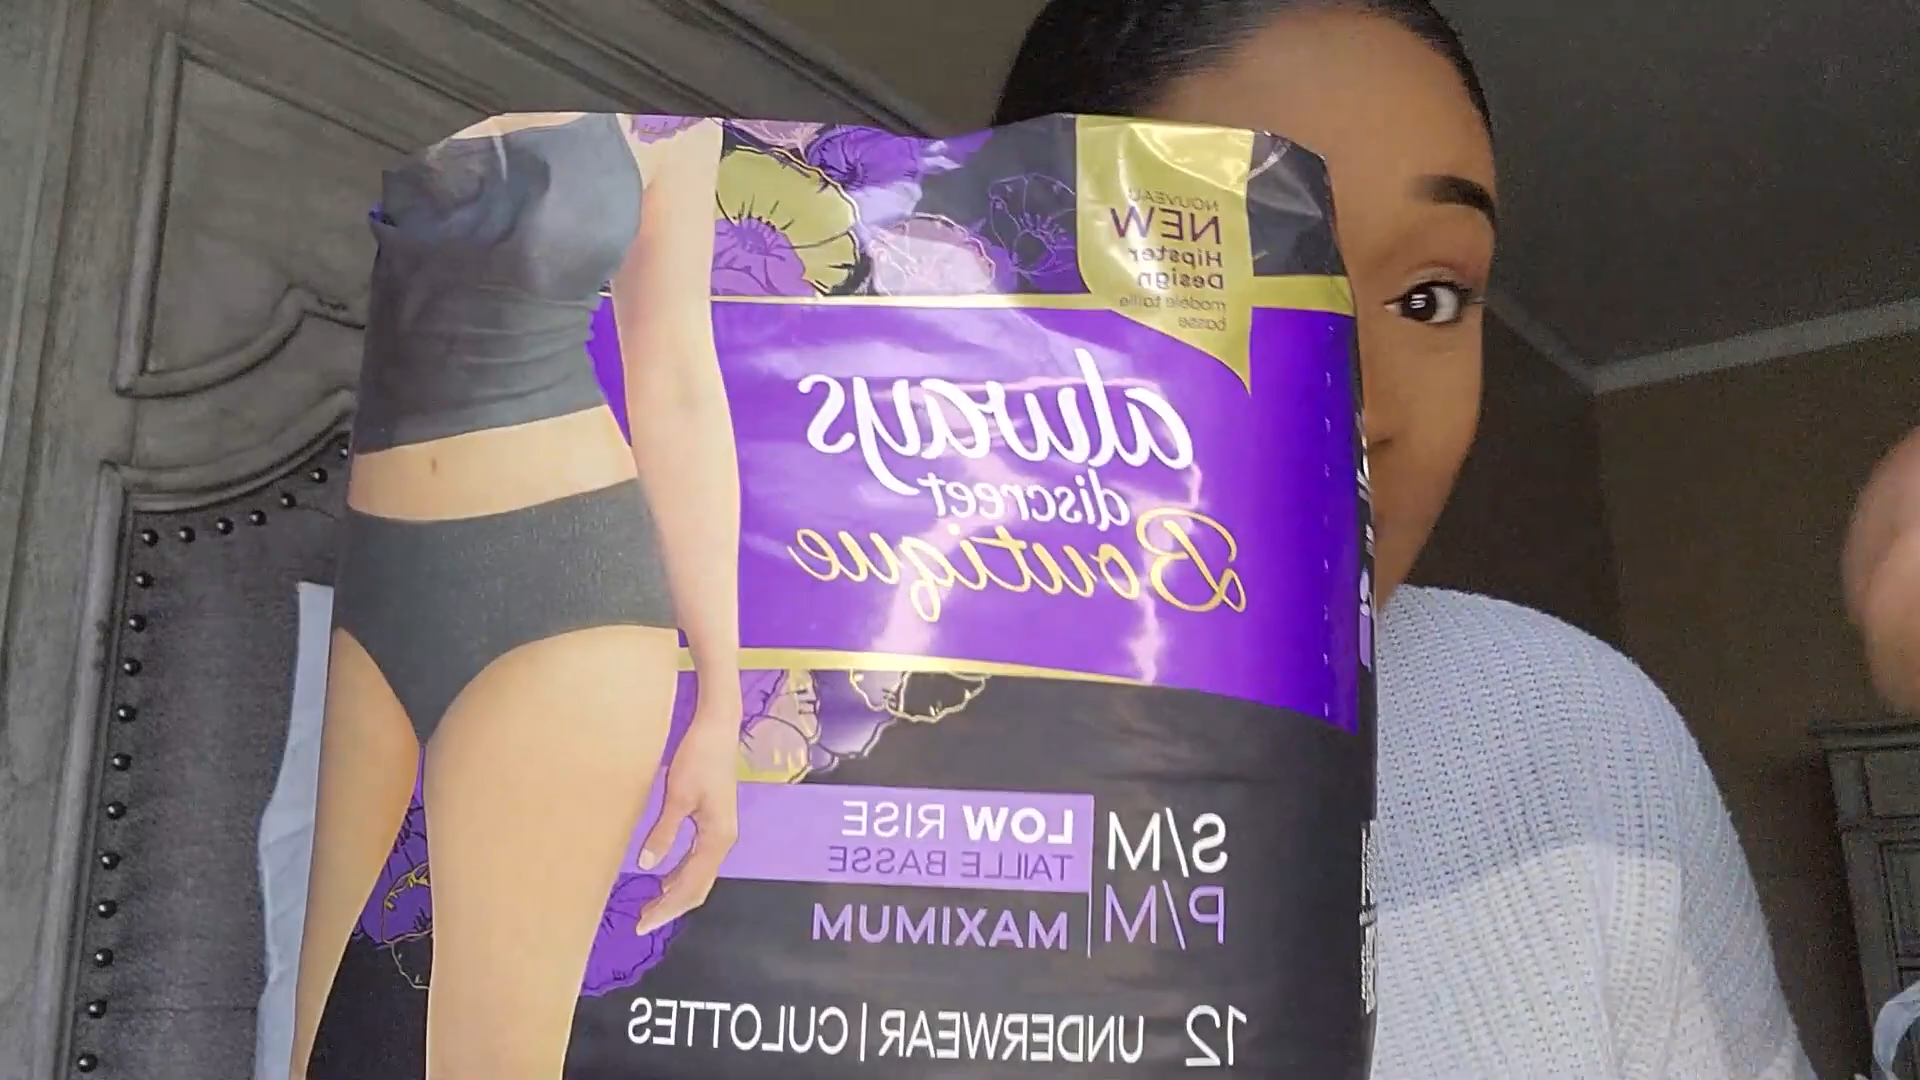 NOUVEAU
NEW
Hipster
Design
modèle taille
basse
always
discreet
Boutique
S/M LOW RISE
TAILLE BASSE
P/M MAXIMUM
12 UNDERWEAR | CULOTTES